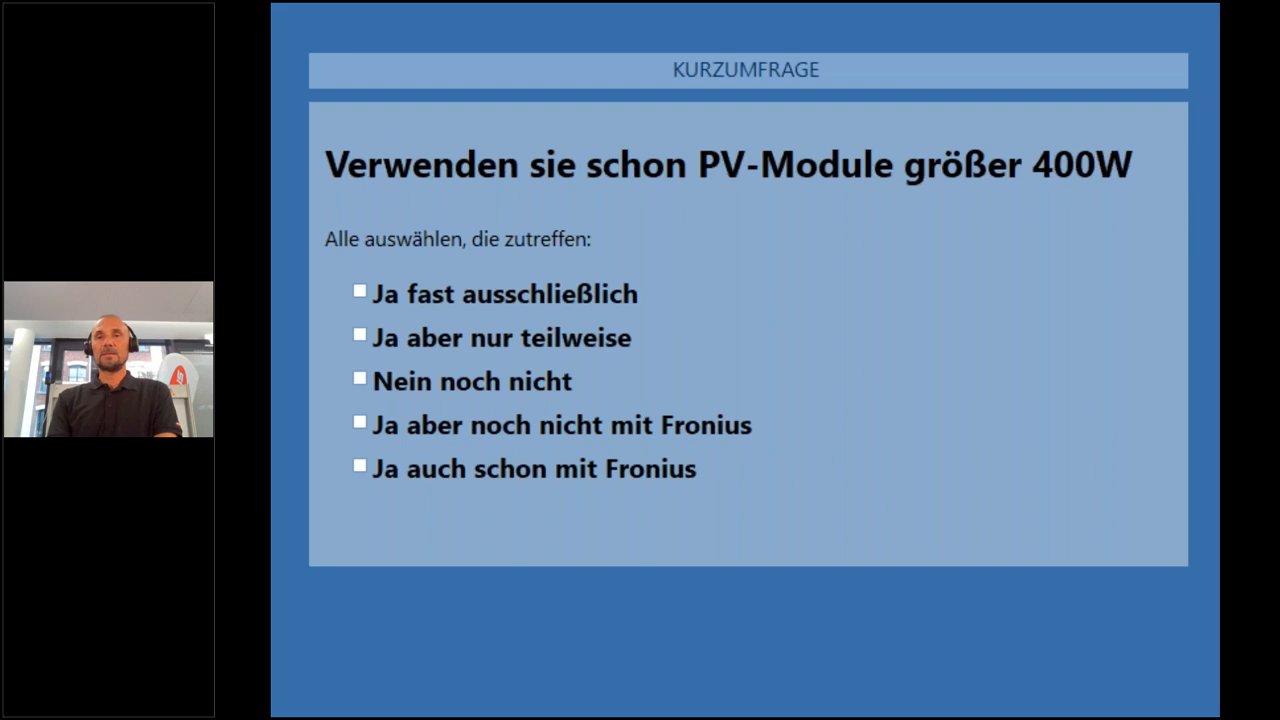 KURZUMFRAGE
Verwenden sie schon PV-Module größer 400W
Alle auswählen, die zutreffen:
Ja fast ausschließlich
Ja aber nur teilweise
Nein noch nicht
Ja aber noch nicht mit Fronius
Ja auch schon mit Fronius